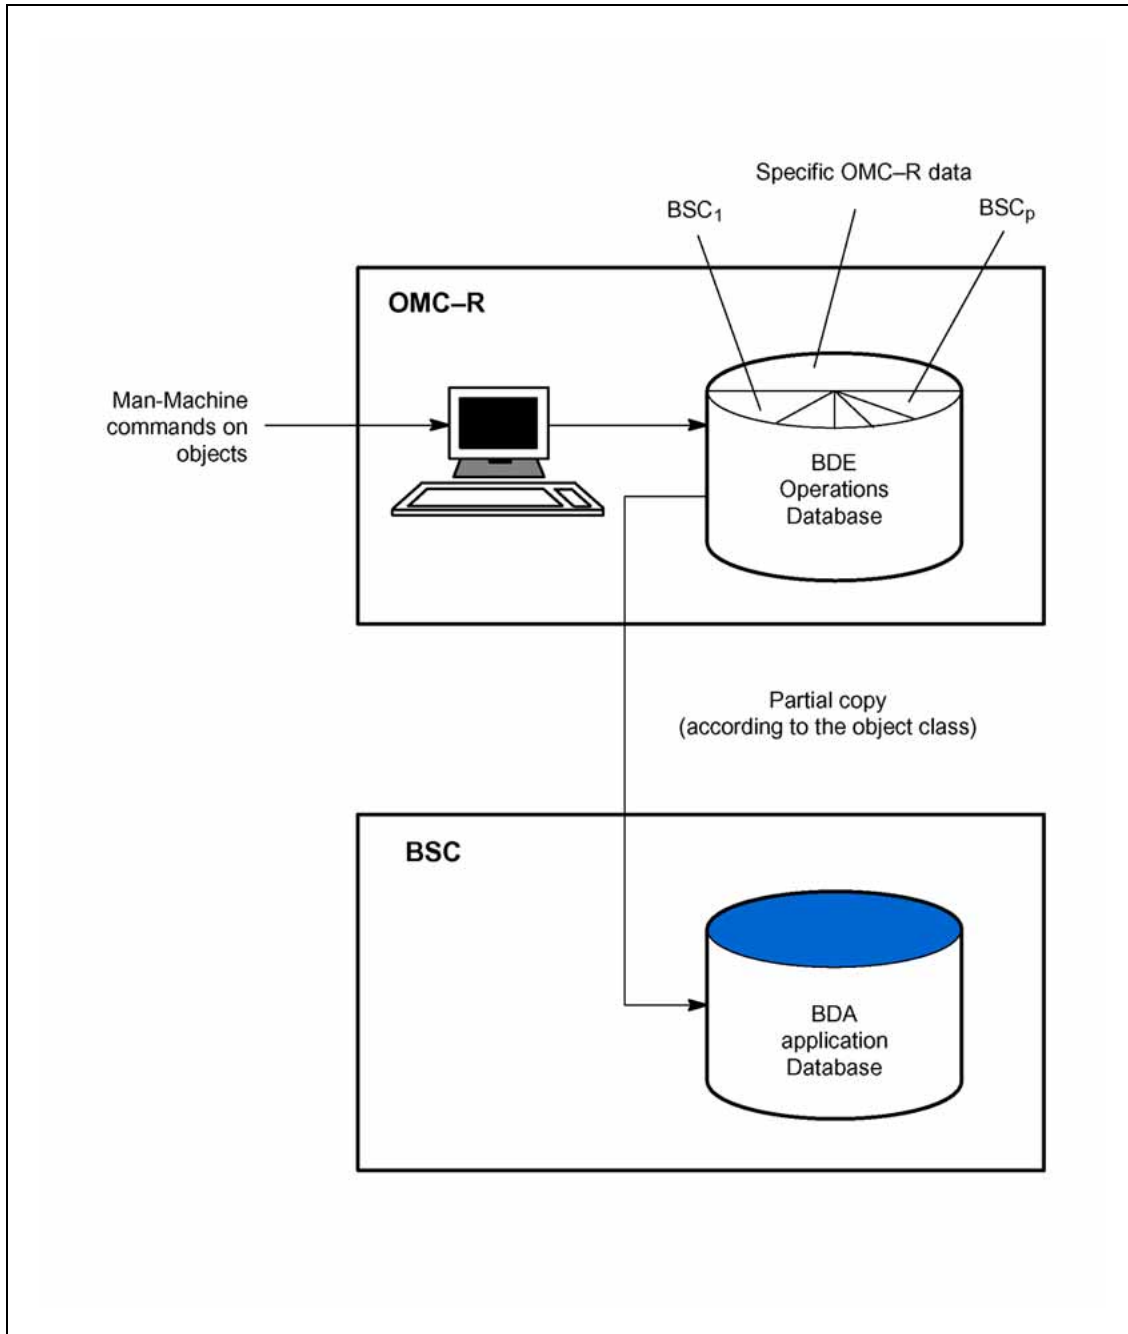 Specific OMC–R data
BSC1
BSCp
OMC–R
Man-Machine
commands on
objects
BDE
Operations
Database
Partial copy
(according to the object class)
BSC
BDA
application
Database